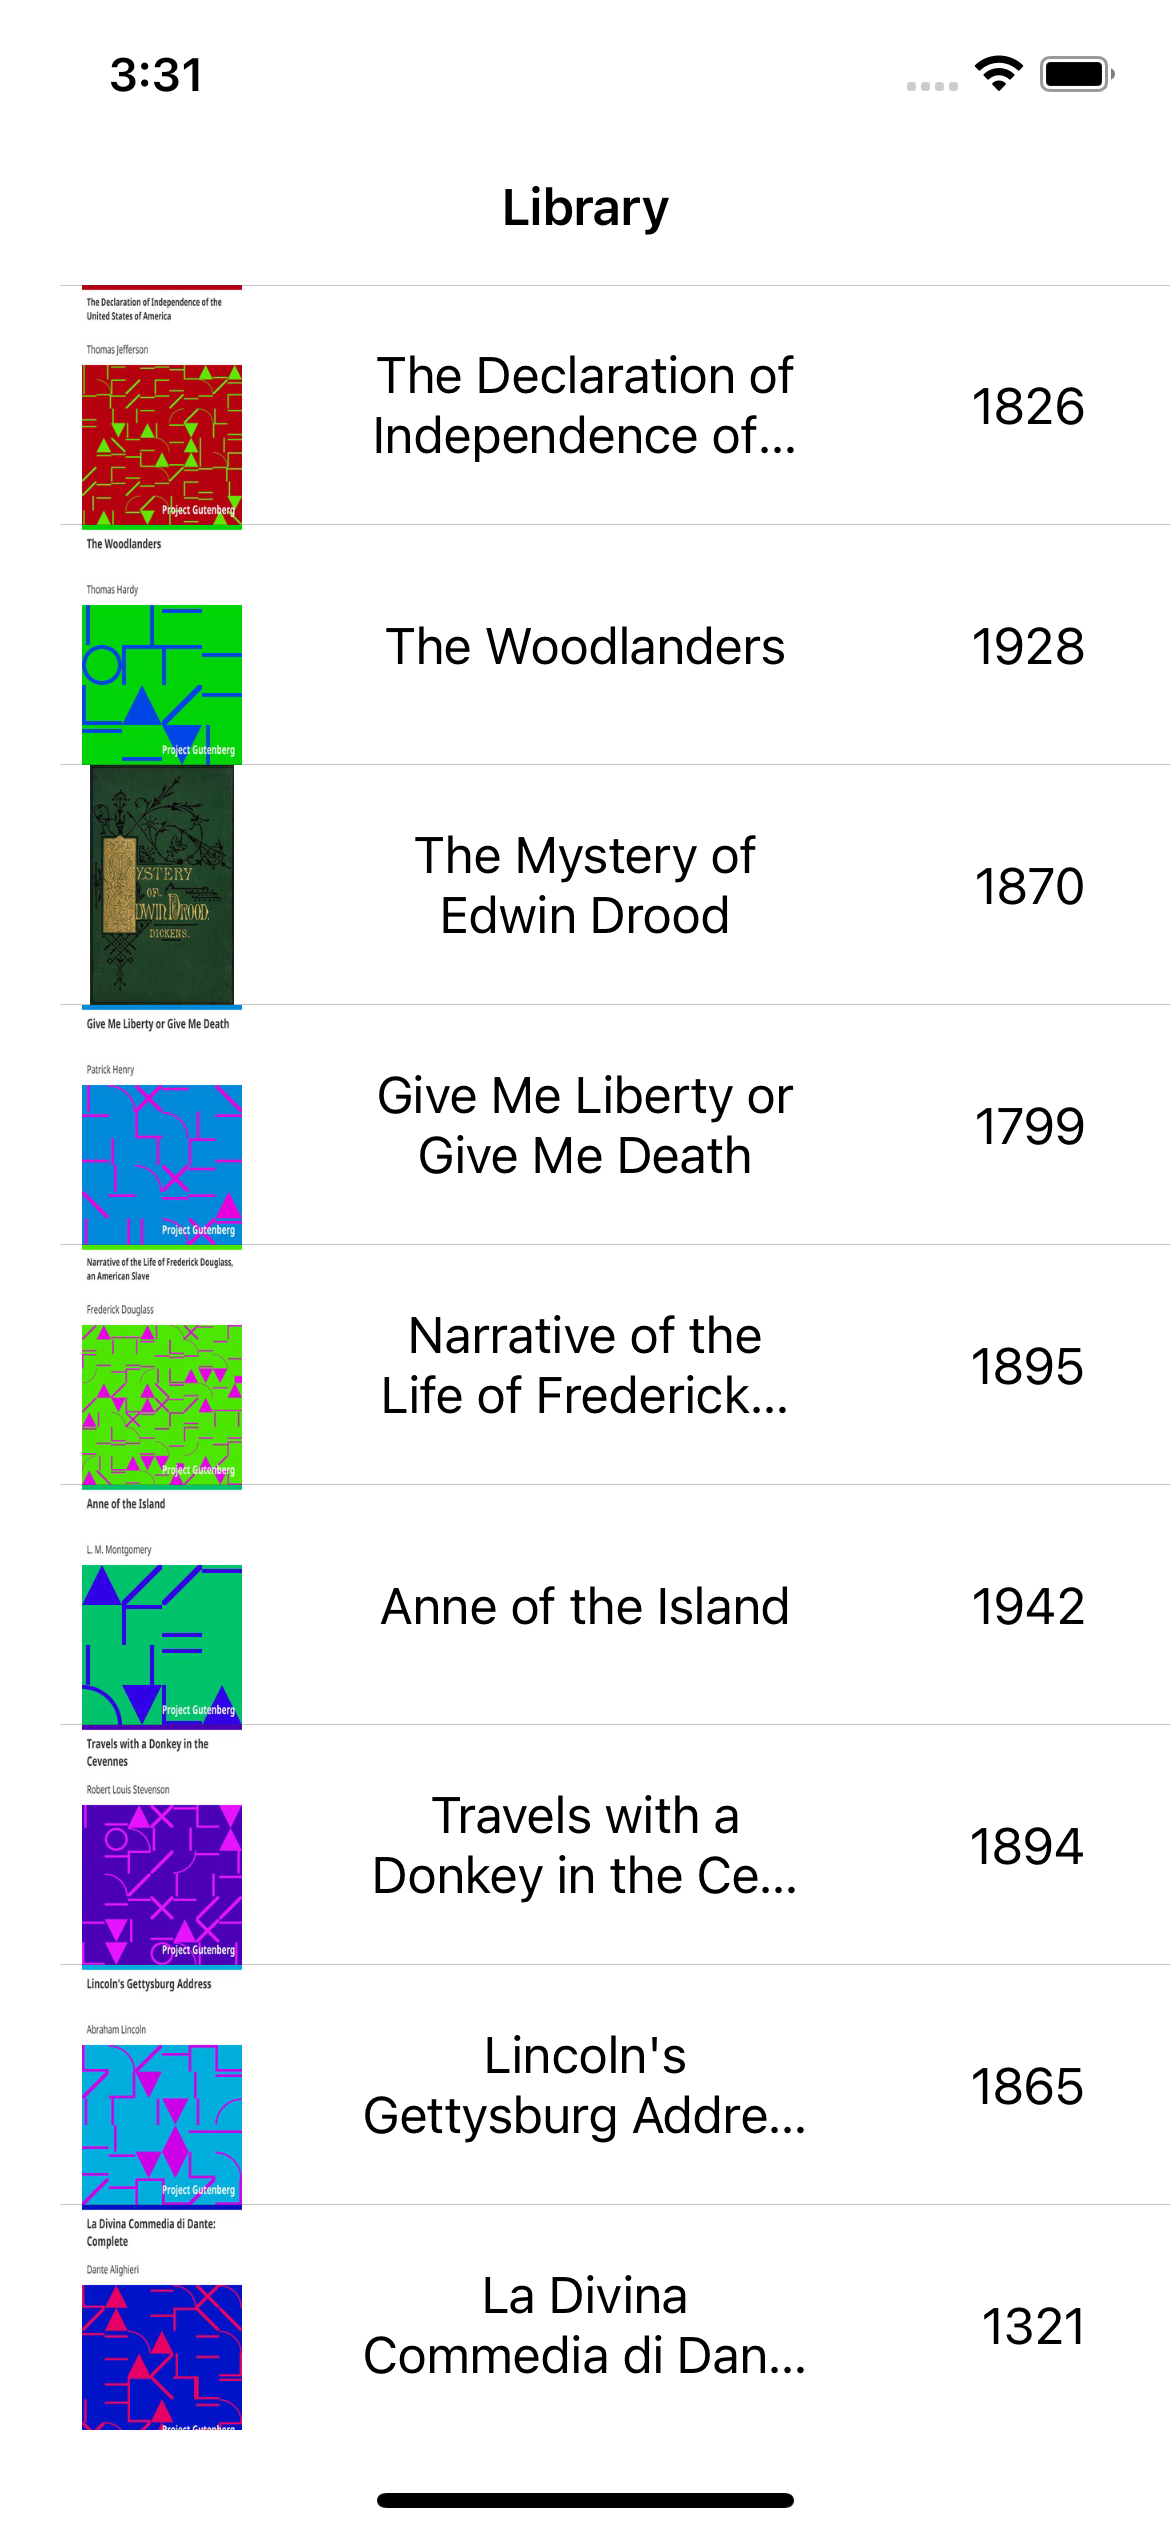 3:31
Library
The Declaration of Independence of the
United States of America
Thomas Jefferson
Project Gutenberg
The Declaration of
Independence of...
1826
The Woodlanders
Thomas Hardy
Project Gutenberg
The Woodlanders
1928
MYSTERY
OF
EDWIN DROOD
DICKENS.
The Mystery of
Edwin Drood
1870
Give Me Liberty or Give Me Death
Patrick Henry
Project Gutenberg
Give Me Liberty or
Give Me Death
1799
Narrative of the Life of Frederick Douglass,
an American Slave
Frederick Douglass
Project Gutenberg
Narrative of the
Life of Frederick...
1895
Anne of the Island
L. M. Montgomery
Project Gutenberg
Anne of the Island
1942
Travels with a Donkey in the
Cevennes
Robert Louis Stevenson
Project Gutenberg
Travels with a
Donkey in the Ce...
1894
Lincoln's Gettysburg Address
Abraham Lincoln
Project Gutenberg
Lincoln's
Gettysburg Addre...
1865
La Divina Commedia di Dante:
Complete
Dante Alighieri
Project Gutenberg
La Divina
Commedia di Dan...
1321